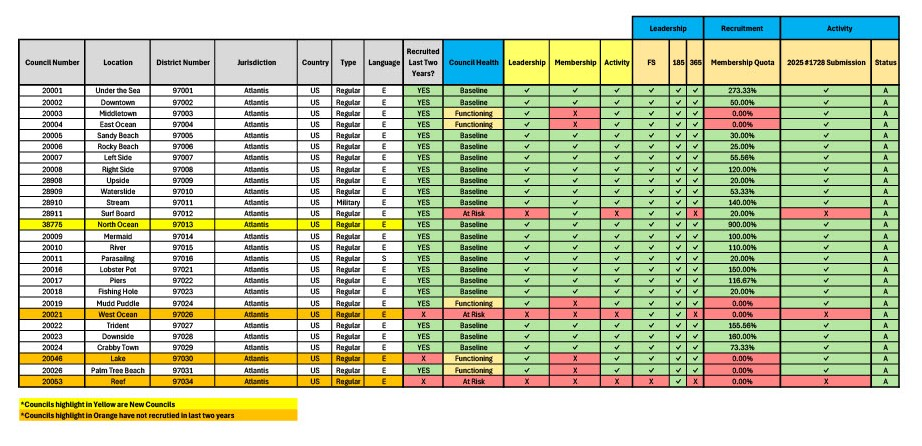 Leadership Recruitment Activity
Council Number Location District Number Jurisdiction Country Type Language Recruited Last Two Years? Council Health Leadership Membership Activity FS 185 365 Membership Quota 2025 #1728 Submission Status
20001 Under the Sea 97001 Atlantis US Regular E YES Baseline ✓ ✓ ✓ ✓ ✓ ✓ 273.33% ✓ A
20002 Downtown 97002 Atlantis US Regular E YES Baseline ✓ ✓ ✓ ✓ ✓ ✓ 60.00% ✓ A
20003 Middletown 97003 Atlantis US Regular E YES Functioning ✓ X ✓ ✓ ✓ ✓ 0.00% ✓ A
20004 East Ocean 97004 Atlantis US Regular E YES Functioning ✓ X ✓ ✓ ✓ ✓ 0.00% ✓ A
20005 Sandy Beach 97005 Atlantis US Regular E YES Baseline ✓ ✓ ✓ ✓ ✓ ✓ 30.00% ✓ A
20006 Rocky Beach 97006 Atlantis US Regular E YES Baseline ✓ ✓ ✓ ✓ ✓ ✓ 25.00% ✓ A
20007 Left Side 97007 Atlantis US Regular E YES Baseline ✓ ✓ ✓ ✓ ✓ ✓ 55.56% ✓ A
20008 Right Side 97008 Atlantis US Regular E YES Baseline ✓ ✓ ✓ ✓ ✓ ✓ 120.00% ✓ A
28908 Upside 97009 Atlantis US Regular E YES Baseline ✓ ✓ ✓ ✓ ✓ ✓ 20.00% ✓ A
28909 Waterslide 97010 Atlantis US Regular E YES Baseline ✓ ✓ ✓ ✓ ✓ ✓ 53.33% ✓ A
28910 Stream 97011 Atlantis US Military E YES Baseline ✓ ✓ ✓ ✓ ✓ ✓ 140.00% ✓ A
28911 Surf Board 97012 Atlantis US Regular E YES At Risk X ✓ X ✓ ✓ X 20.00% X A
38775 North Ocean 97013 Atlantis US Regular E YES Baseline ✓ ✓ ✓ ✓ ✓ ✓ 900.00% ✓ A
20009 Mermaid 97014 Atlantis US Regular E YES Baseline ✓ ✓ ✓ ✓ ✓ ✓ 100.00% ✓ A
20010 River 97015 Atlantis US Regular E YES Baseline ✓ ✓ ✓ ✓ ✓ ✓ 110.00% ✓ A
20011 Parasailing 97016 Atlantis US Regular S YES Baseline ✓ ✓ ✓ ✓ ✓ ✓ 20.00% ✓ A
20016 Lobster Pot 97021 Atlantis US Regular E YES Baseline ✓ ✓ ✓ ✓ ✓ ✓ 150.00% ✓ A
20017 Piers 97022 Atlantis US Regular E YES Baseline ✓ ✓ ✓ ✓ ✓ ✓ 116.67% ✓ A
20018 Fishing Hole 97023 Atlantis US Regular E YES Baseline ✓ ✓ ✓ ✓ ✓ ✓ 20.00% ✓ A
20019 Mudd Puddle 97024 Atlantis US Regular E YES Functioning ✓ X ✓ ✓ ✓ ✓ 0.00% ✓ A
20021 West Ocean 97026 Atlantis US Regular E X At Risk X X X ✓ ✓ X 0.00% X A
20022 Trident 97027 Atlantis US Regular E YES Baseline ✓ ✓ ✓ ✓ ✓ ✓ 155.56% ✓ A
20023 Downside 97028 Atlantis US Regular E YES Baseline ✓ ✓ ✓ ✓ ✓ ✓ 160.00% ✓ A
20024 Crabby Town 97029 Atlantis US Regular E YES Baseline ✓ ✓ ✓ ✓ ✓ ✓ 73.33% ✓ A
20046 Lake 97030 Atlantis US Regular E X Functioning ✓ X ✓ ✓ ✓ ✓ 0.00% ✓ A
20026 Palm Tree Beach 97031 Atlantis US Regular E YES Functioning ✓ X ✓ ✓ ✓ ✓ 0.00% ✓ A
20053 Reef 97034 Atlantis US Regular E X At Risk X X X X ✓ X 0.00% X A
*Councils highlight in Yellow are New Councils
*Councils highlight in Orange have not recrutied in last two years